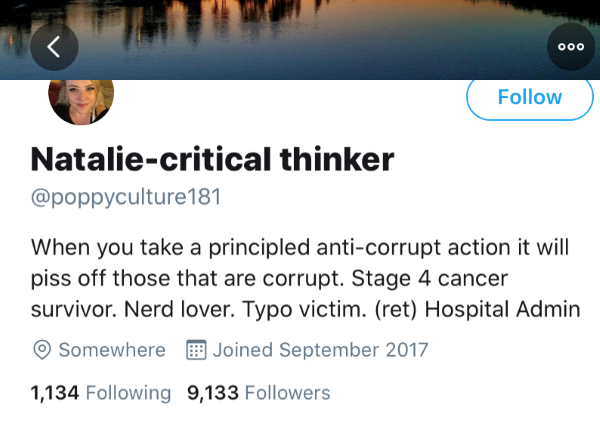 Follow
Natalie-critical thinker
@poppyculture181
When you take a principled anti-corrupt action it will
piss off those that are corrupt. Stage 4 cancer
survivor. Nerd lover. Typo victim. (ret) Hospital Admin
Somewhere Joined September 2017
1,134 Following 9,133 Followers